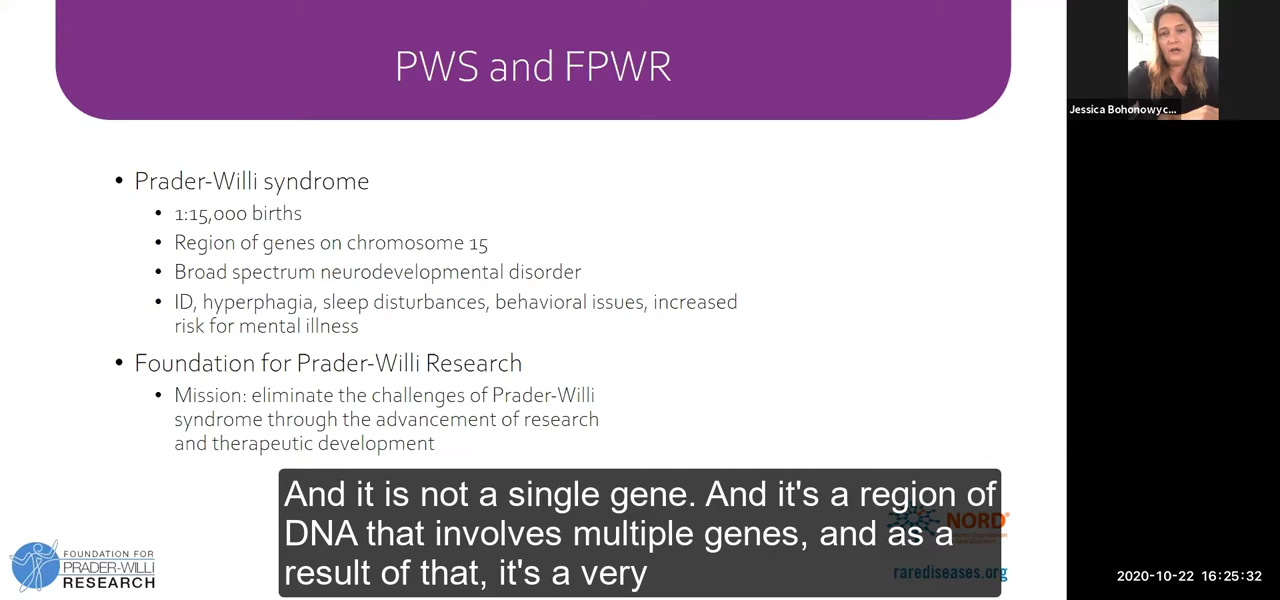 PWS and FPWR
Jessica Bohonowyc...
• Prader-Willi syndrome
• 1:15,000 births
• Region of genes on chromosome 15
• Broad spectrum neurodevelopmental disorder
• ID, hyperphagia, sleep disturbances, behavioral issues, increased
risk for mental illness
• Foundation for Prader-Willi Research
• Mission: eliminate the challenges of Prader-Willi
syndrome through the advancement of research
and therapeutic development
And it is not a single gene. And it's a region of
DNA that involves multiple genes, and as a
result of that, it's a very
NORD
rarediseases.org
FOUNDATION FOR
PRADER-WILLI
RESEARCH
2020-10-22 16:25:32